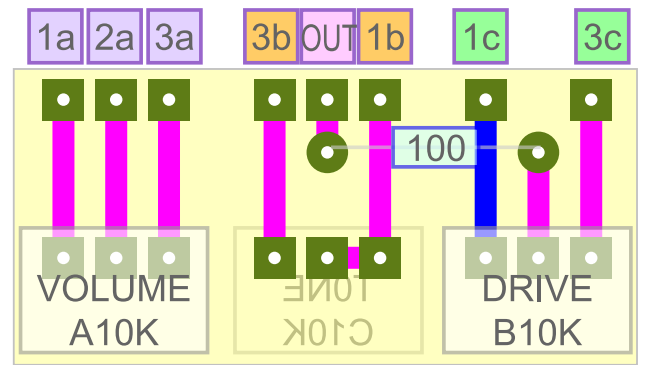 1a 2a 3a 3b OUT 1b 1c 3c
100
VOLUME TONE DRIVE
A10K C10K B10K